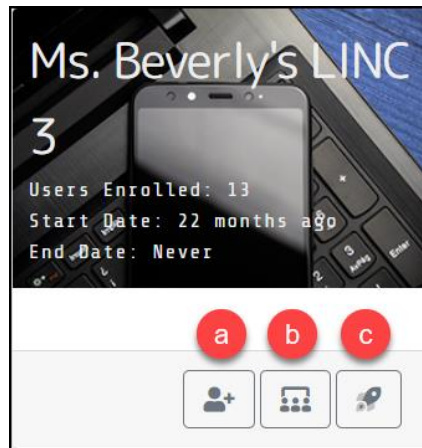 Ms. Beverly's LINC
3
Users Enrolled: 13
Start Date: 22 months ago
End Date: Never
a b c